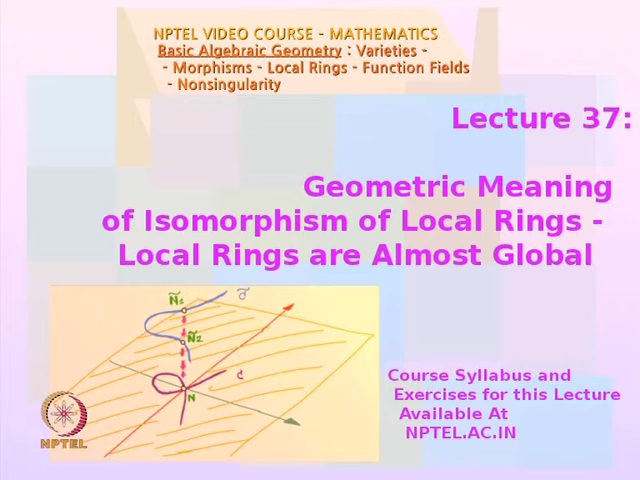 NPTEL VIDEO COURSE - MATHEMATICS
Basic Algebraic Geometry : Varieties -
- Morphisms - Local Rings - Function Fields
- Nonsingularity
Lecture 37:
Geometric Meaning
of Isomorphism of Local Rings -
Local Rings are Almost Global
Ñ1
Ñ2
N
Course Syllabus and
Exercises for this Lecture
Available At
NPTEL.AC.IN
NPTEL